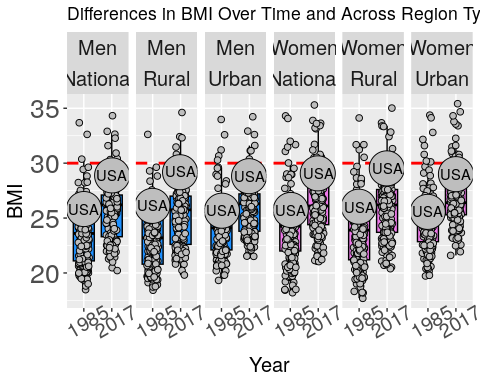 Differences in BMI Over Time and Across Region Ty
Men Men Men Women Women Women
National Rural Urban National Rural Urban
35
30
25
20
BMI
USA USA USA USA USA USA
USA USA USA USA USA USA
1985 2017 1985 2017 1985 2017 1985 2017 1985 2017 1985 2017
Year